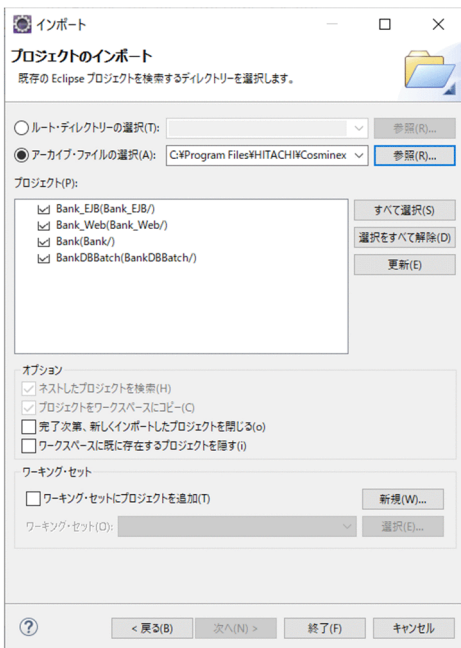 インポート
プロジェクトのインポート
既存の Eclipse プロジェクトを検索するディレクトリーを選択します。
ルート・ディレクトリーの選択(T):
参照(R)...
アーカイブ・ファイルの選択(A):
C:¥Program Files¥HITACHI¥Cosminex
参照(R)...
プロジェクト(P):
Bank_EJB(Bank_EJB/)
Bank_Web(Bank_Web/)
Bank(Bank/)
BankDBBatch(BankDBBatch/)
すべて選択(S)
選択をすべて解除(D)
更新(E)
オプション
ネストしたプロジェクトを検索(H)
プロジェクトをワークスペースにコピー(C)
完了次第、新しくインポートしたプロジェクトを閉じる(o)
ワークスペースに既に存在するプロジェクトを隠す(i)
ワーキング・セット
ワーキング・セットにプロジェクトを追加(T)
新規(W)...
ワーキング・セット(O):
選択(E)...
< 戻る(B)
次へ(N) >
終了(F)
キャンセル